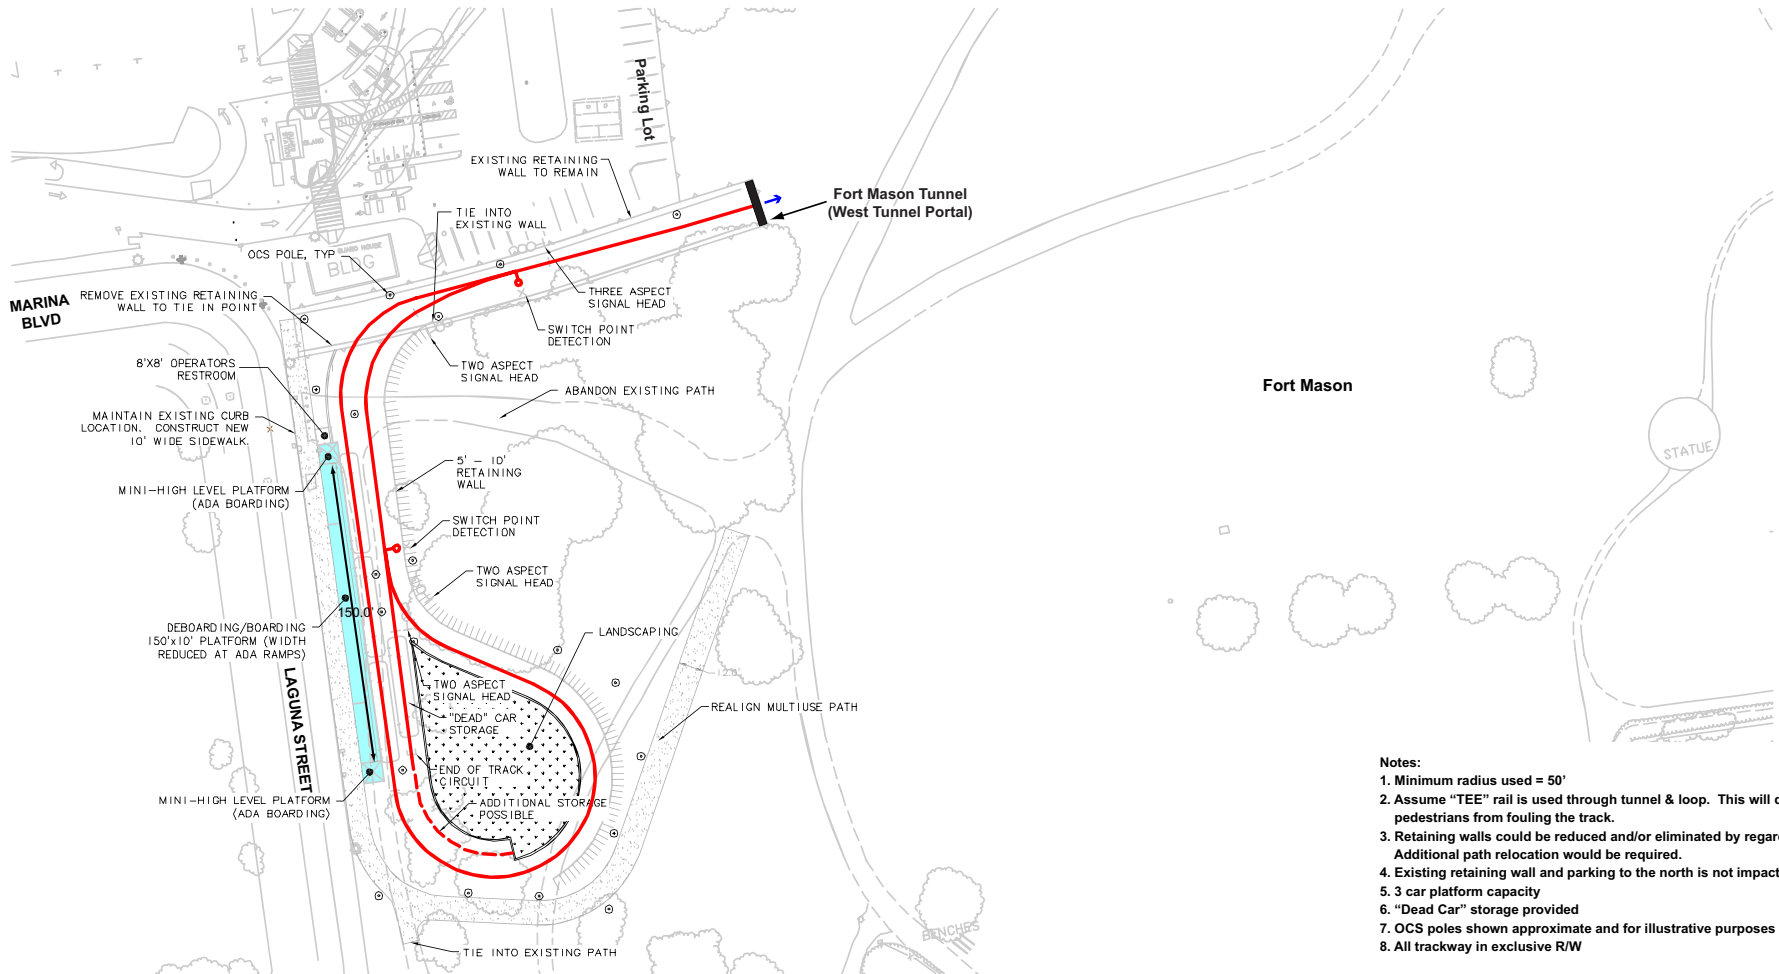 Parking Lot
EXISTING RETAINING
WALL TO REMAIN
Fort Mason Tunnel
(West Tunnel Portal)
TIE INTO
EXISTING WALL
GUARD HOUSE
BLDG
OCS POLE, TYP
MARINA
BLVD
REMOVE EXISTING RETAINING
WALL TO TIE IN POINT
THREE ASPECT
SIGNAL HEAD
SWITCH POINT
DETECTION
8'X8' OPERATORS
RESTROOM
TWO ASPECT
SIGNAL HEAD
ABANDON EXISTING PATH
Fort Mason
MAINTAIN EXISTING CURB
LOCATION. CONSTRUCT NEW
10' WIDE SIDEWALK.
STATUE
5' - 10'
RETAINING
WALL
MINI-HIGH LEVEL PLATFORM
(ADA BOARDING)
SWITCH POINT
DETECTION
TWO ASPECT
SIGNAL HEAD
150.0'
DEBOARDING/BOARDING
150'x10' PLATFORM (WIDTH
REDUCED AT ADA RAMPS)
LANDSCAPING
LAGUNA STREET
12.0'
TWO ASPECT
SIGNAL HEAD
"DEAD" CAR
STORAGE
REALIGN MULTIUSE PATH
END OF TRACK
CIRCUIT
MINI-HIGH LEVEL PLATFORM
(ADA BOARDING)
ADDITIONAL STORAGE
POSSIBLE
BENCHES
TIE INTO EXISTING PATH
Notes:
1. Minimum radius used = 50'
2. Assume “TEE” rail is used through tunnel & loop. This will d
pedestrians from fouling the track.
3. Retaining walls could be reduced and/or eliminated by regar
Additional path relocation would be required.
4. Existing retaining wall and parking to the north is not impact
5. 3 car platform capacity
6. “Dead Car” storage provided
7. OCS poles shown approximate and for illustrative purposes
8. All trackway in exclusive R/W